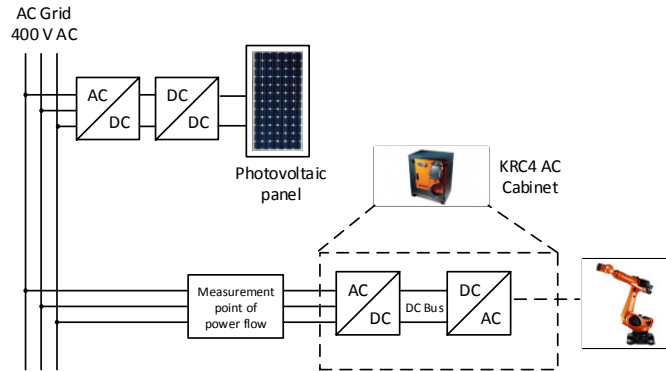 AC Grid
400 V AC
AC
DC
DC
DC
Photovoltaic
panel
KRC4 AC
Cabinet
Measurement
point of
power flow
AC
DC
DC Bus
DC
AC